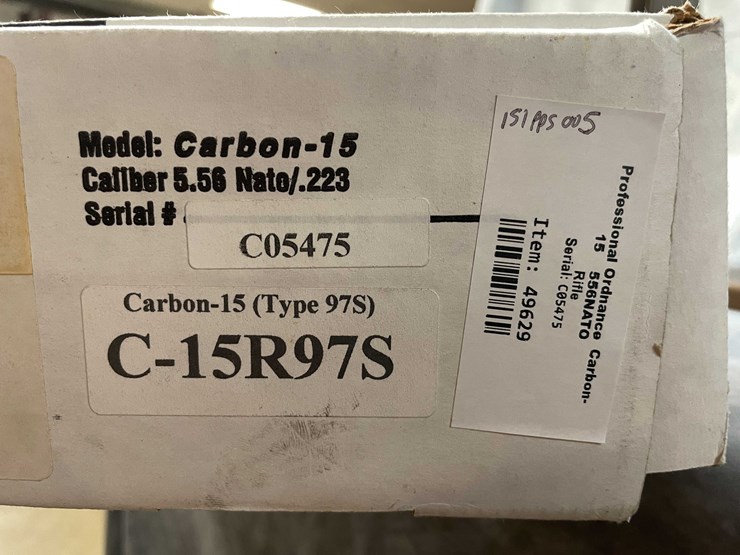 Model: Carbon-15
Caliber 5.56 Nato/.223
Serial #
C05475
Carbon-15 (Type 97S)
C-15R97S
151PPS005
Professional Ordnance Carbon-
15 556NATO
Rifle
Serial: C05475
Item: 49629